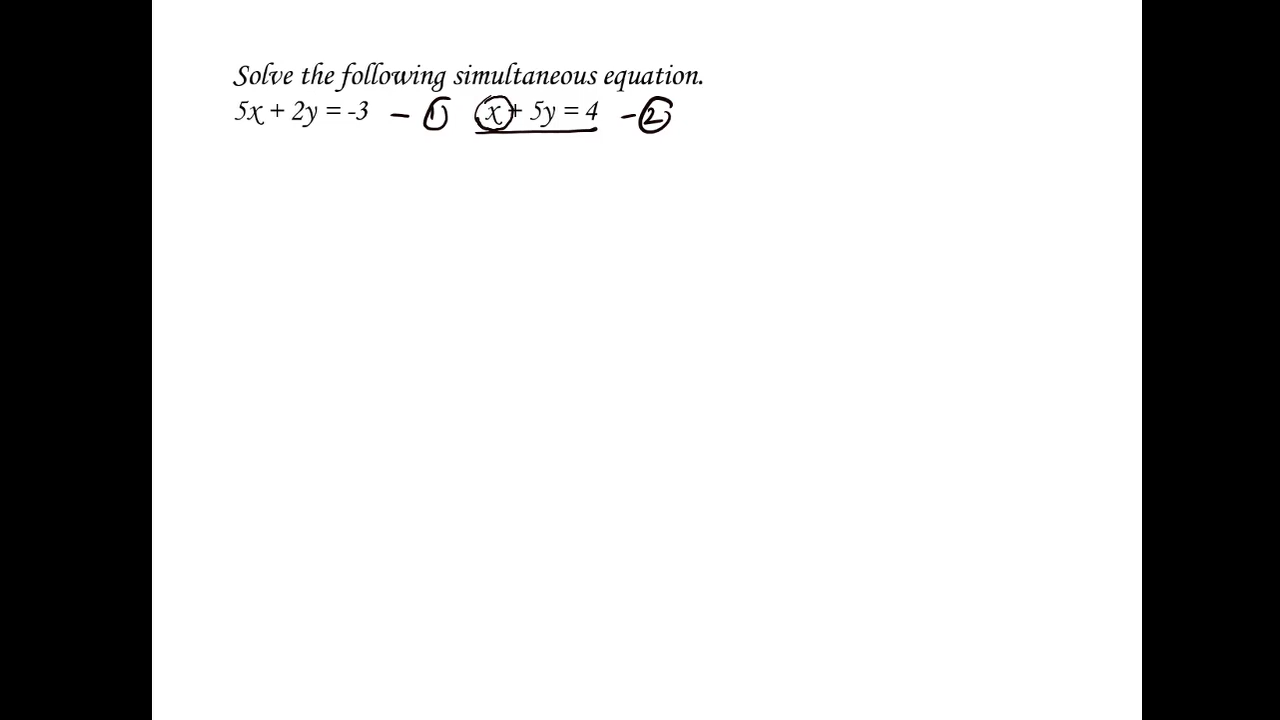 Solve the following simultaneous equation.
5x + 2y = -3 - ① x + 5y = 4 - ②